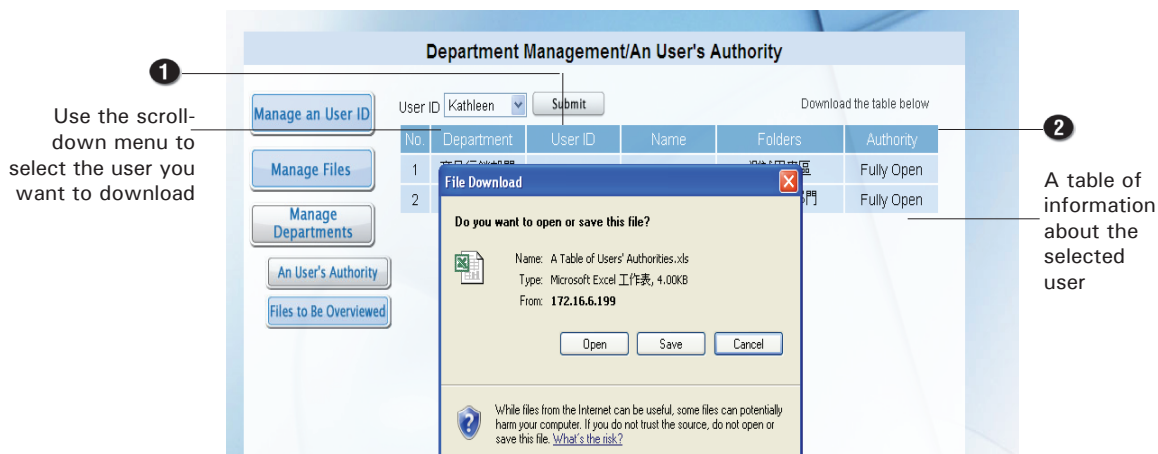 Department Management/An User's Authority
1
Use the scroll-
down menu to
select the user you
want to download
Manage an User ID
Manage Files
Manage
Departments
An User's Authority
Files to Be Overviewed
User ID Kathleen Submit Download the table below
No. Department User ID Name Folders Authority
1 Fully Open
2 Fully Open
File Download
Do you want to open or save this file?
Name: A Table of Users' Authorities.xls
Type: Microsoft Excel 工作表, 4.00KB
From: 172.16.6.199
Open Save Cancel
While files from the Internet can be useful, some files can potentially
harm your computer. If you do not trust the source, do not open or
save this file. What's the risk?
2
A table of
information
about the
selected
user